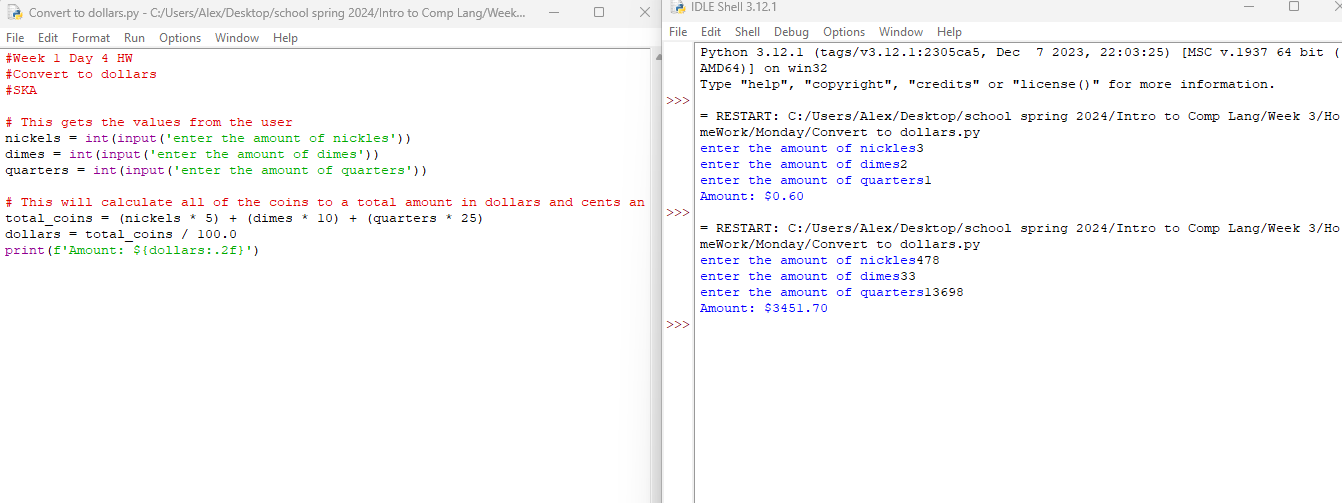 Convert to dollars.py - C:/Users/Alex/Desktop/school spring 2024/Intro to Comp Lang/Week...
File Edit Format Run Options Window Help
#Week 1 Day 4 HW
#Convert to dollars
#SKA
# This gets the values from the user
nickels = int(input('enter the amount of nickles'))
dimes = int(input('enter the amount of dimes'))
quarters = int(input('enter the amount of quarters'))
# This will calculate all of the coins to a total amount in dollars and cents an
total_coins = (nickels * 5) + (dimes * 10) + (quarters * 25)
dollars = total_coins / 100.0
print(f'Amount: ${dollars:.2f}')
IDLE Shell 3.12.1
File Edit Shell Debug Options Window Help
Python 3.12.1 (tags/v3.12.1:2305ca5, Dec  7 2023, 22:03:25) [MSC v.1937 64 bit (
AMD64)] on win32
Type "help", "copyright", "credits" or "license()" for more information.
>>>
= RESTART: C:/Users/Alex/Desktop/school spring 2024/Intro to Comp Lang/Week 3/Ho
meWork/Monday/Convert to dollars.py
enter the amount of nickles3
enter the amount of dimes2
enter the amount of quarters1
Amount: $0.60
>>>
= RESTART: C:/Users/Alex/Desktop/school spring 2024/Intro to Comp Lang/Week 3/Ho
meWork/Monday/Convert to dollars.py
enter the amount of nickles478
enter the amount of dimes33
enter the amount of quarters13698
Amount: $3451.70
>>>